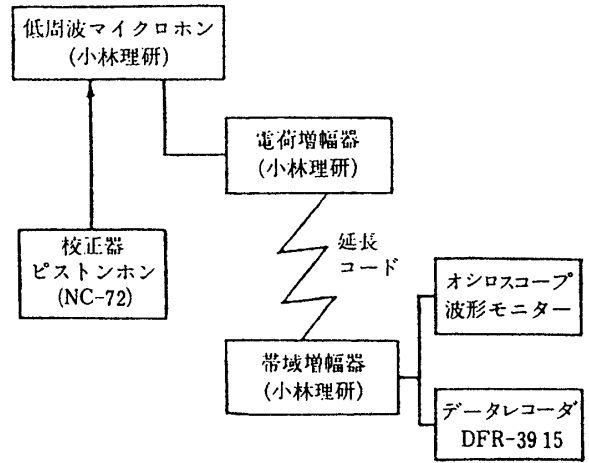 低周波マイクロホン
(小林理研)
電荷増幅器
(小林理研)
校正器
ピストンホン
(NC-72)
延長
コード
オシロスコープ
波形モニター
帯域増幅器
(小林理研)
データレコーダ
DFR-3915